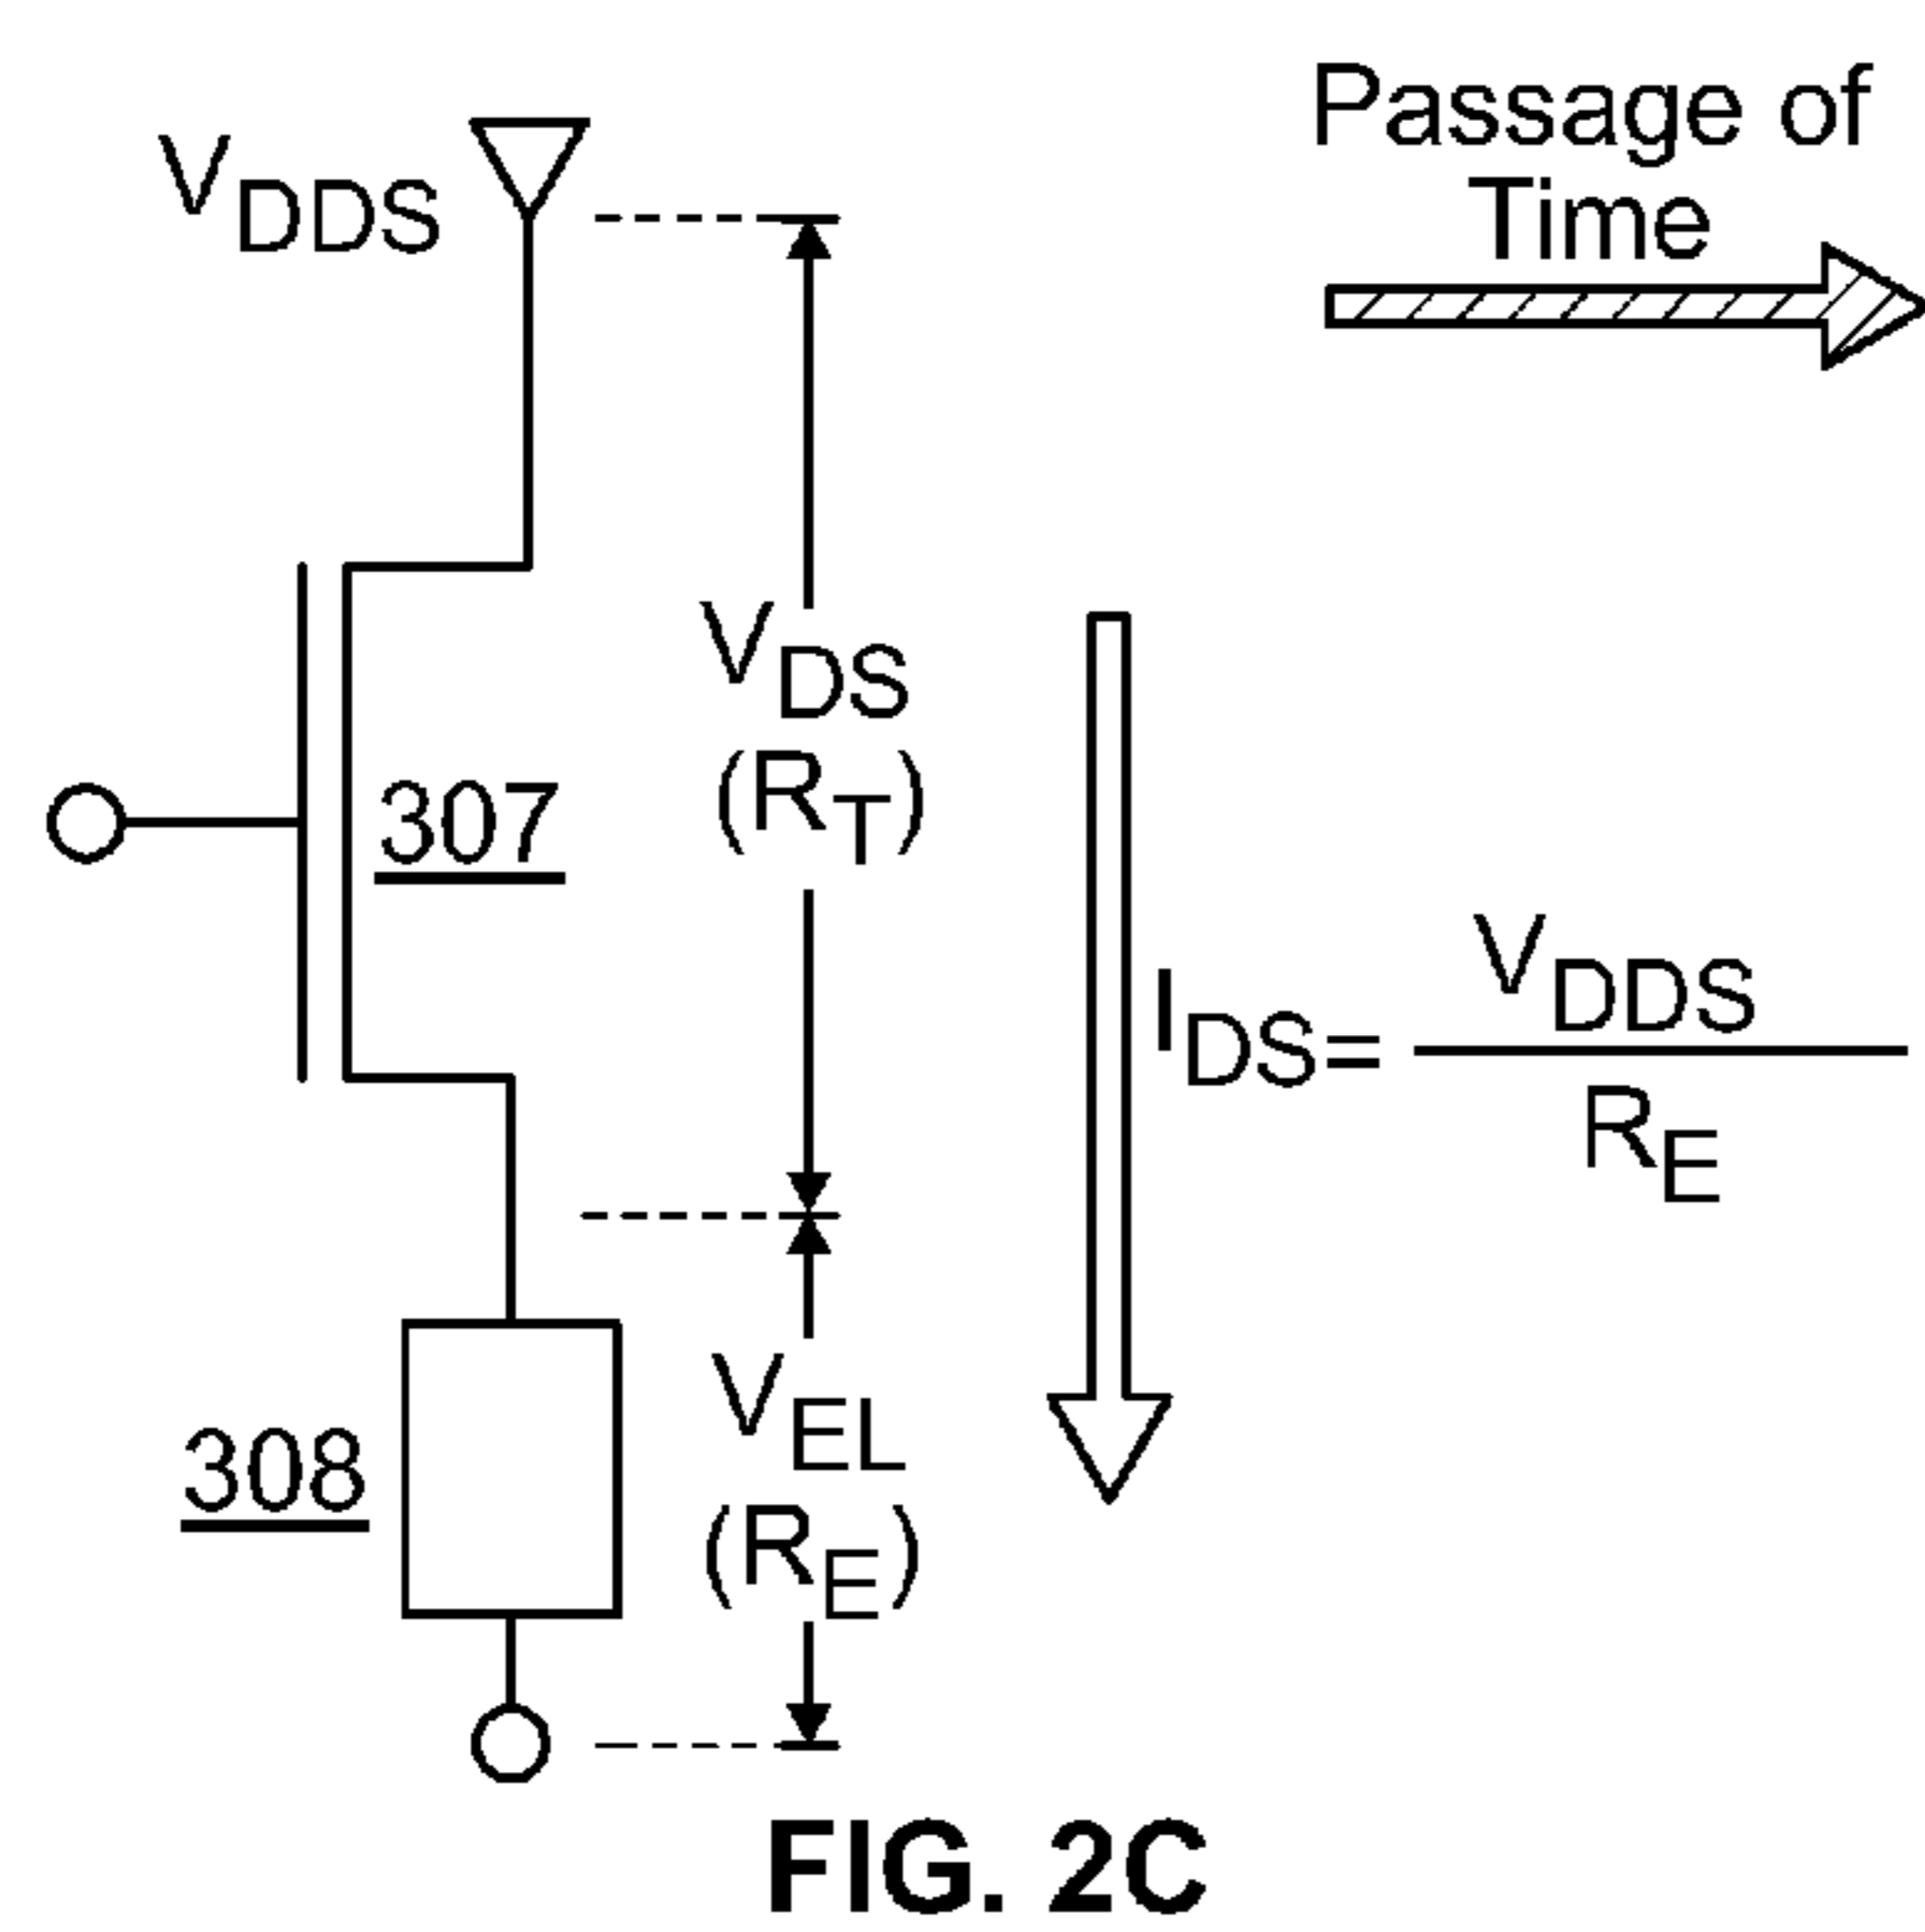 Passage of
Time
VDDS
VDS
(RT)
307
IDS= VDDS
RE
VEL
(RE)
308
FIG. 2C